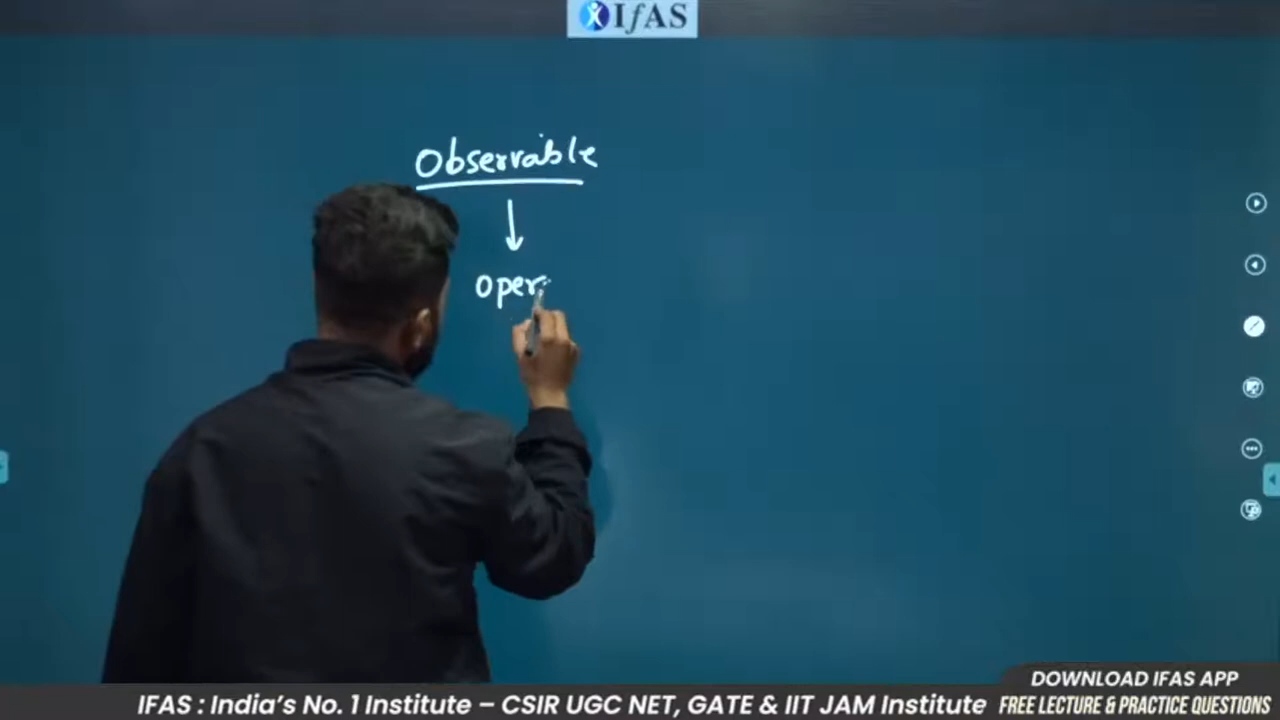 IfAS
Observable
Oper
DOWNLOAD IFAS APP
IFAS : India's No. 1 Institute – CSIR UGC NET, GATE & IIT JAM Institute
FREE LECTURE & PRACTICE QUESTIONS